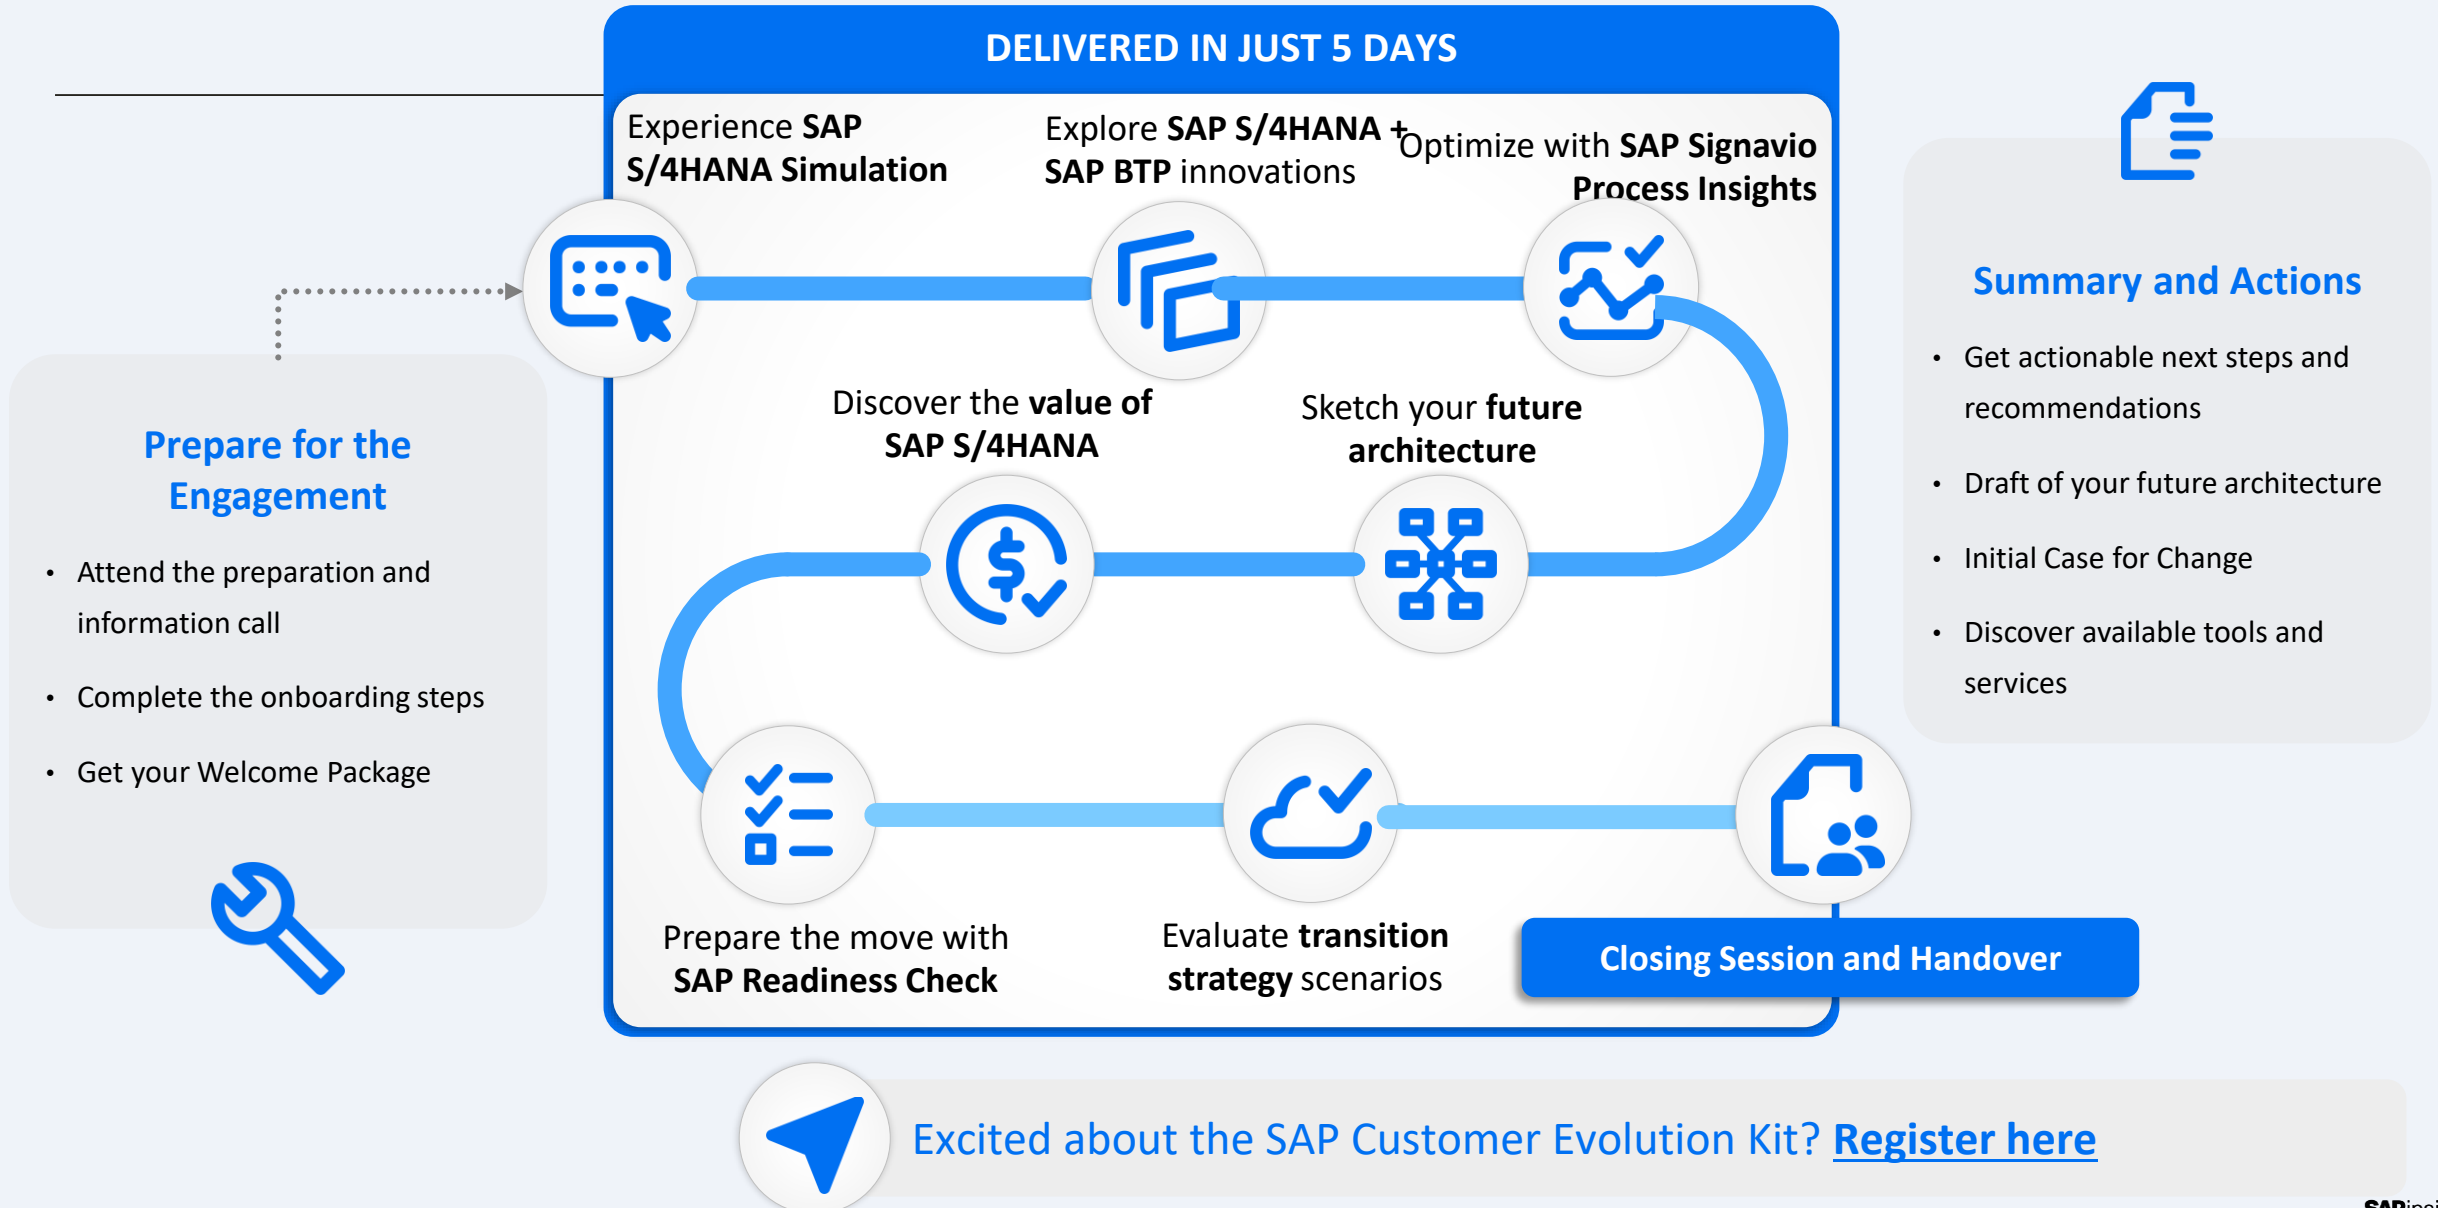 DELIVERED IN JUST 5 DAYS
Experience SAP
S/4HANA Simulation
Explore SAP S/4HANA +
SAP BTP innovations
Optimize with SAP Signavio
Process Insights
Discover the value of
SAP S/4HANA
Sketch your future
architecture
Prepare the move with
SAP Readiness Check
Evaluate transition
strategy scenarios
Closing Session and Handover
Prepare for the
Engagement
• Attend the preparation and
information call
• Complete the onboarding steps
• Get your Welcome Package
Summary and Actions
• Get actionable next steps and
recommendations
• Draft of your future architecture
• Initial Case for Change
• Discover available tools and
services
Excited about the SAP Customer Evolution Kit? Register here